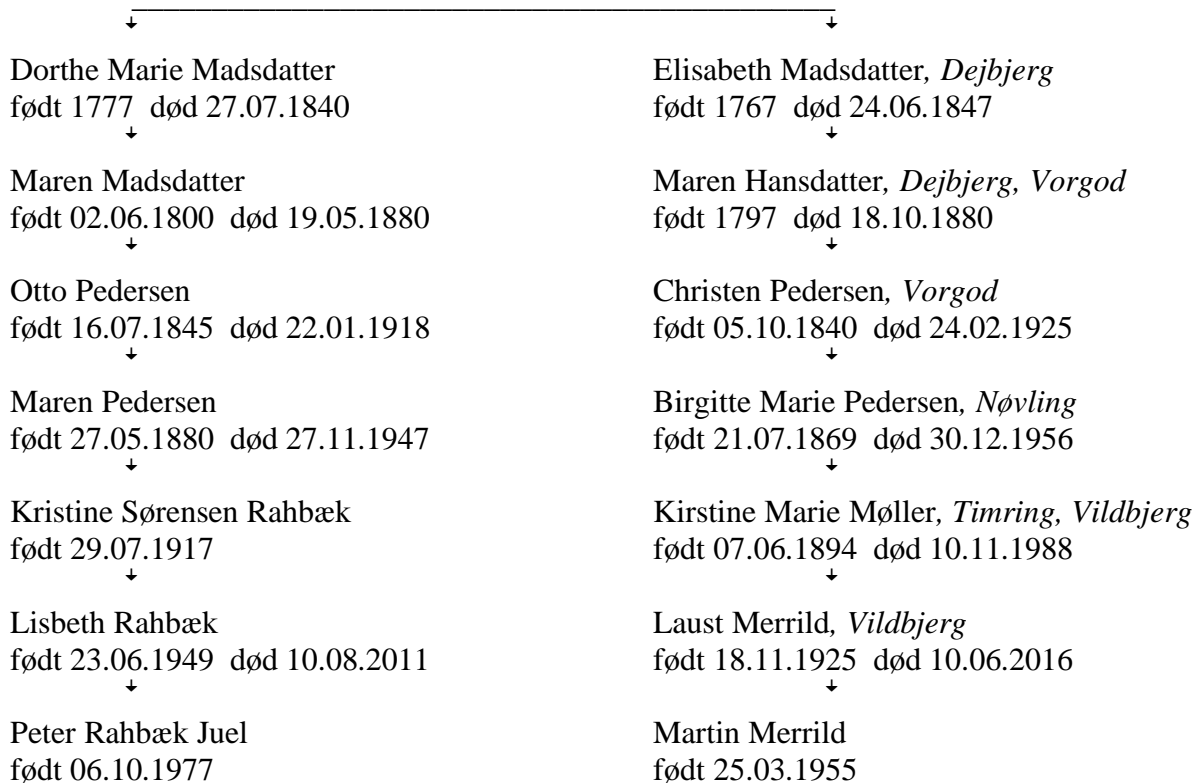 Dorthe Marie Madsdatter
født 1777 død 27.07.1840
Elisabeth Madsdatter, Dejbjerg
født 1767 død 24.06.1847
Maren Madsdatter
født 02.06.1800 død 19.05.1880
Maren Hansdatter, Dejbjerg, Vorgod
født 1797 død 18.10.1880
Otto Pedersen
født 16.07.1845 død 22.01.1918
Christen Pedersen, Vorgod
født 05.10.1840 død 24.02.1925
Maren Pedersen
født 27.05.1880 død 27.11.1947
Birgitte Marie Pedersen, Nøvling
født 21.07.1869 død 30.12.1956
Kristine Sørensen Rahbæk
født 29.07.1917
Kirstine Marie Møller, Timring, Vildbjerg
født 07.06.1894 død 10.11.1988
Lisbeth Rahbæk
født 23.06.1949 død 10.08.2011
Laust Merrild, Vildbjerg
født 18.11.1925 død 10.06.2016
Peter Rahbæk Juel
født 06.10.1977
Martin Merrild
født 25.03.1955